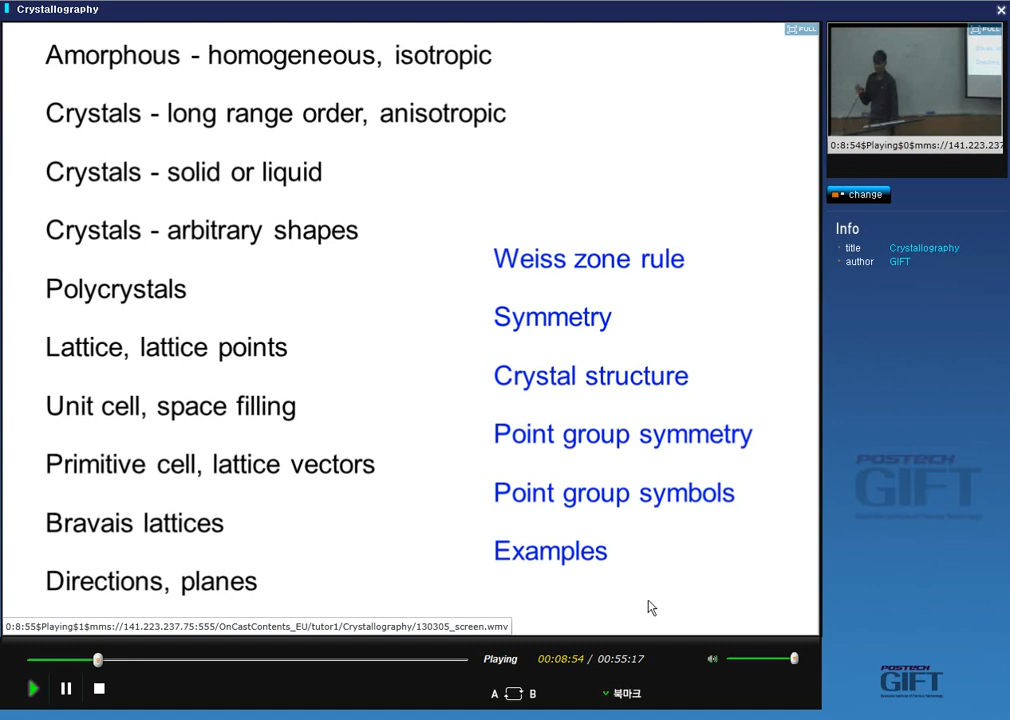 Crystallography
FULL
Amorphous - homogeneous, isotropic
Crystals - long range order, anisotropic
Crystals - solid or liquid
Crystals - arbitrary shapes
Polycrystals
Lattice, lattice points
Unit cell, space filling
Primitive cell, lattice vectors
Bravais lattices
Directions, planes
Weiss zone rule
Symmetry
Crystal structure
Point group symmetry
Point group symbols
Examples
0:8:55$Playing$1$mms://141.223.237.75:555/OnCastContents_EU/tutor1/Crystallography/130305_screen.wmv
Playing
00:08:54 / 00:55:17
A B
북마크
FULL
0:8:54$Playing$0$mms://141.223.237
change
Info
title Crystallography
author GIFT
POSTECH
GIFT
POSTECH
GIFT